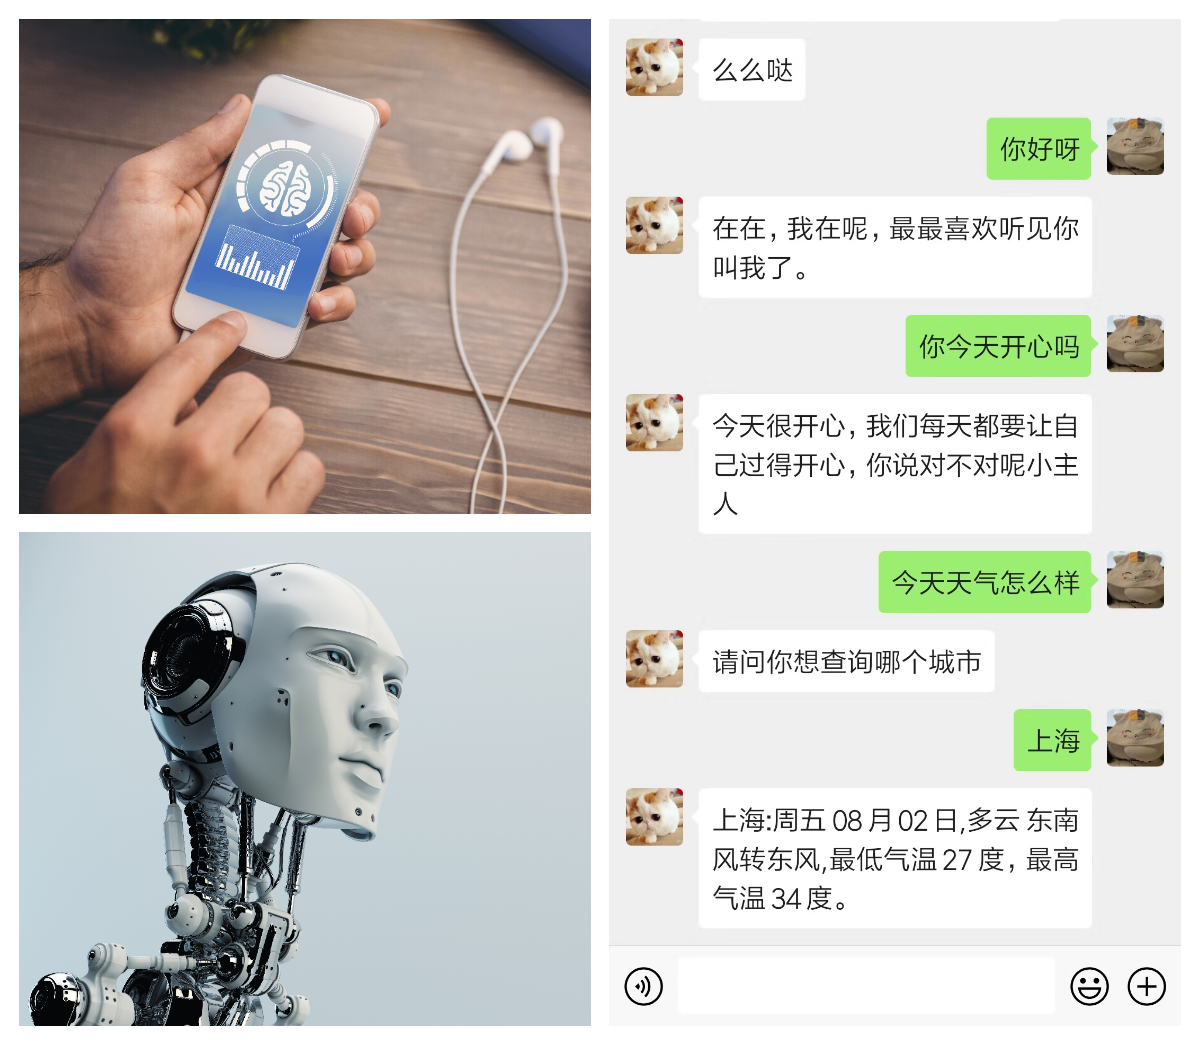 么么哒
你好呀
在在，我在呢，最最喜欢听见你
叫我了。
你今天开心吗
今天很开心，我们每天都要让自
己过得开心，你说对不对呢小主
人
今天天气怎么样
请问你想查询哪个城市
上海
上海:周五 08 月 02 日,多云 东南
风转东风,最低气温 27 度，最高
气温 34 度。